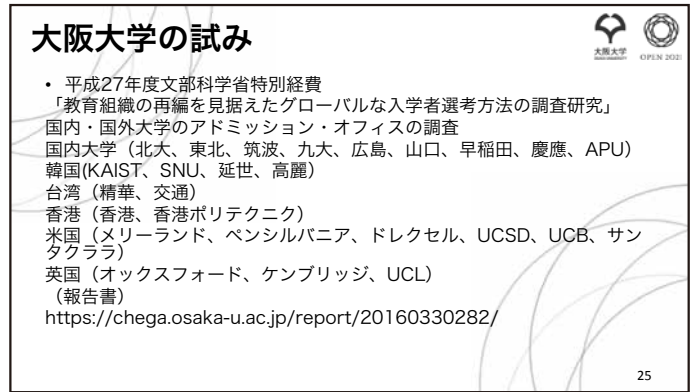 大阪大学の試み
大阪大学
OSAKA UNIVERSITY
OPEN 2021
• 平成27年度文部科学省特別経費
「教育組織の再編を見据えたグローバルな入学者選考方法の調査研究」
国内・国外大学のアドミッション・オフィスの調査
国内大学（北大、東北、筑波、九大、広島、山口、早稲田、慶應、APU）
韓国(KAIST、SNU、延世、高麗）
台湾（精華、交通）
香港（香港、香港ポリテクニク）
米国（メリーランド、ペンシルバニア、ドレクセル、UCSD、UCB、サン
タクララ）
英国（オックスフォード、ケンブリッジ、UCL）
（報告書）
https://chega.osaka-u.ac.jp/report/20160330282/
25